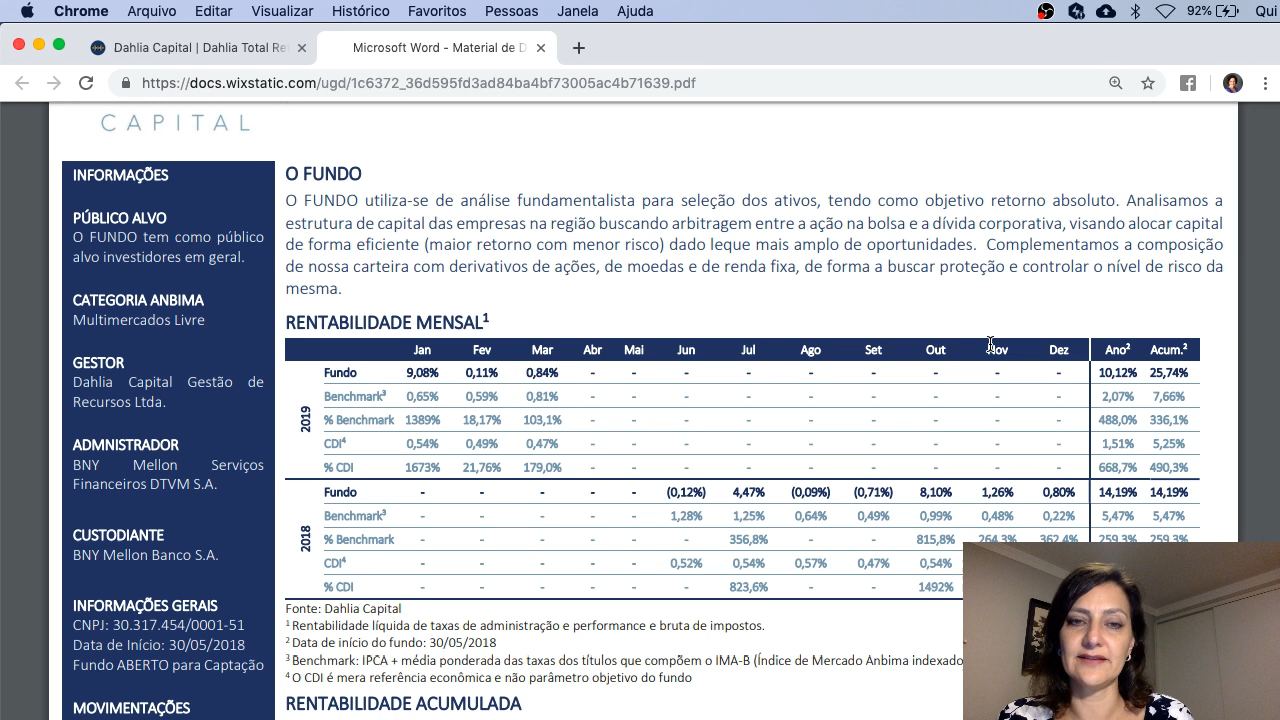 Chrome Arquivo Editar Visualizar Histórico Favoritos Pessoas Janela Ajuda 92% Qui
Dahlia Capital | Dahlia Total Re
Microsoft Word - Material de D
https://docs.wixstatic.com/ugd/1c6372_36d595fd3ad84ba4bf73005ac4b71639.pdf
CAPITAL
INFORMAÇÕES
PÚBLICO ALVO
O FUNDO tem como público
alvo investidores em geral.
CATEGORIA ANBIMA
Multimercados Livre
GESTOR
Dahlia Capital Gestão de
Recursos Ltda.
ADMNISTRADOR
BNY Mellon Serviços
Financeiros DTVM S.A.
CUSTODIANTE
BNY Mellon Banco S.A.
INFORMAÇÕES GERAIS
CNPJ: 30.317.454/0001-51
Data de Início: 30/05/2018
Fundo ABERTO para Captação
MOVIMENTAÇÕES
O FUNDO
O FUNDO utiliza-se de análise fundamentalista para seleção dos ativos, tendo como objetivo retorno absoluto. Analisamos a
estrutura de capital das empresas na região buscando arbitragem entre a ação na bolsa e a dívida corporativa, visando alocar capital
de forma eficiente (maior retorno com menor risco) dado leque mais amplo de oportunidades. Complementamos a composição
de nossa carteira com derivativos de ações, de moedas e de renda fixa, de forma a buscar proteção e controlar o nível de risco da
mesma.
RENTABILIDADE MENSAL¹
Jan Fev Mar Abr Mai Jun Jul Ago Set Out Nov Dez Ano² Acum.²
2019
Fundo 9,08% 0,11% 0,84% - - - - - - - - - 10,12% 25,74%
Benchmark³ 0,65% 0,59% 0,81% - - - - - - - - - 2,07% 7,66%
% Benchmark 1389% 18,17% 103,1% - - - - - - - - - 488,0% 336,1%
CDI⁴ 0,54% 0,49% 0,47% - - - - - - - - - 1,51% 5,25%
% CDI 1673% 21,76% 179,0% - - - - - - - - - 668,7% 490,3%
2018
Fundo - - - - - (0,12%) 4,47% (0,09%) (0,71%) 8,10% 1,26% 0,80% 14,19% 14,19%
Benchmark³ - - - - - 1,28% 1,25% 0,64% 0,49% 0,99% 0,48% 0,22% 5,47% 5,47%
% Benchmark - - - - - - 356,8% - - 815,8% 264,3% 362,4% 259,3% 259,3%
CDI⁴ - - - - - 0,52% 0,54% 0,57% 0,47% 0,54%
% CDI - - - - - - 823,6% - - 1492%
Fonte: Dahlia Capital
¹ Rentabilidade líquida de taxas de administração e performance e bruta de impostos.
² Data de início do fundo: 30/05/2018
³ Benchmark: IPCA + média ponderada das taxas dos títulos que compõem o IMA-B (Índice de Mercado Anbima indexado
⁴ O CDI é mera referência econômica e não parâmetro objetivo do fundo
RENTABILIDADE ACUMULADA